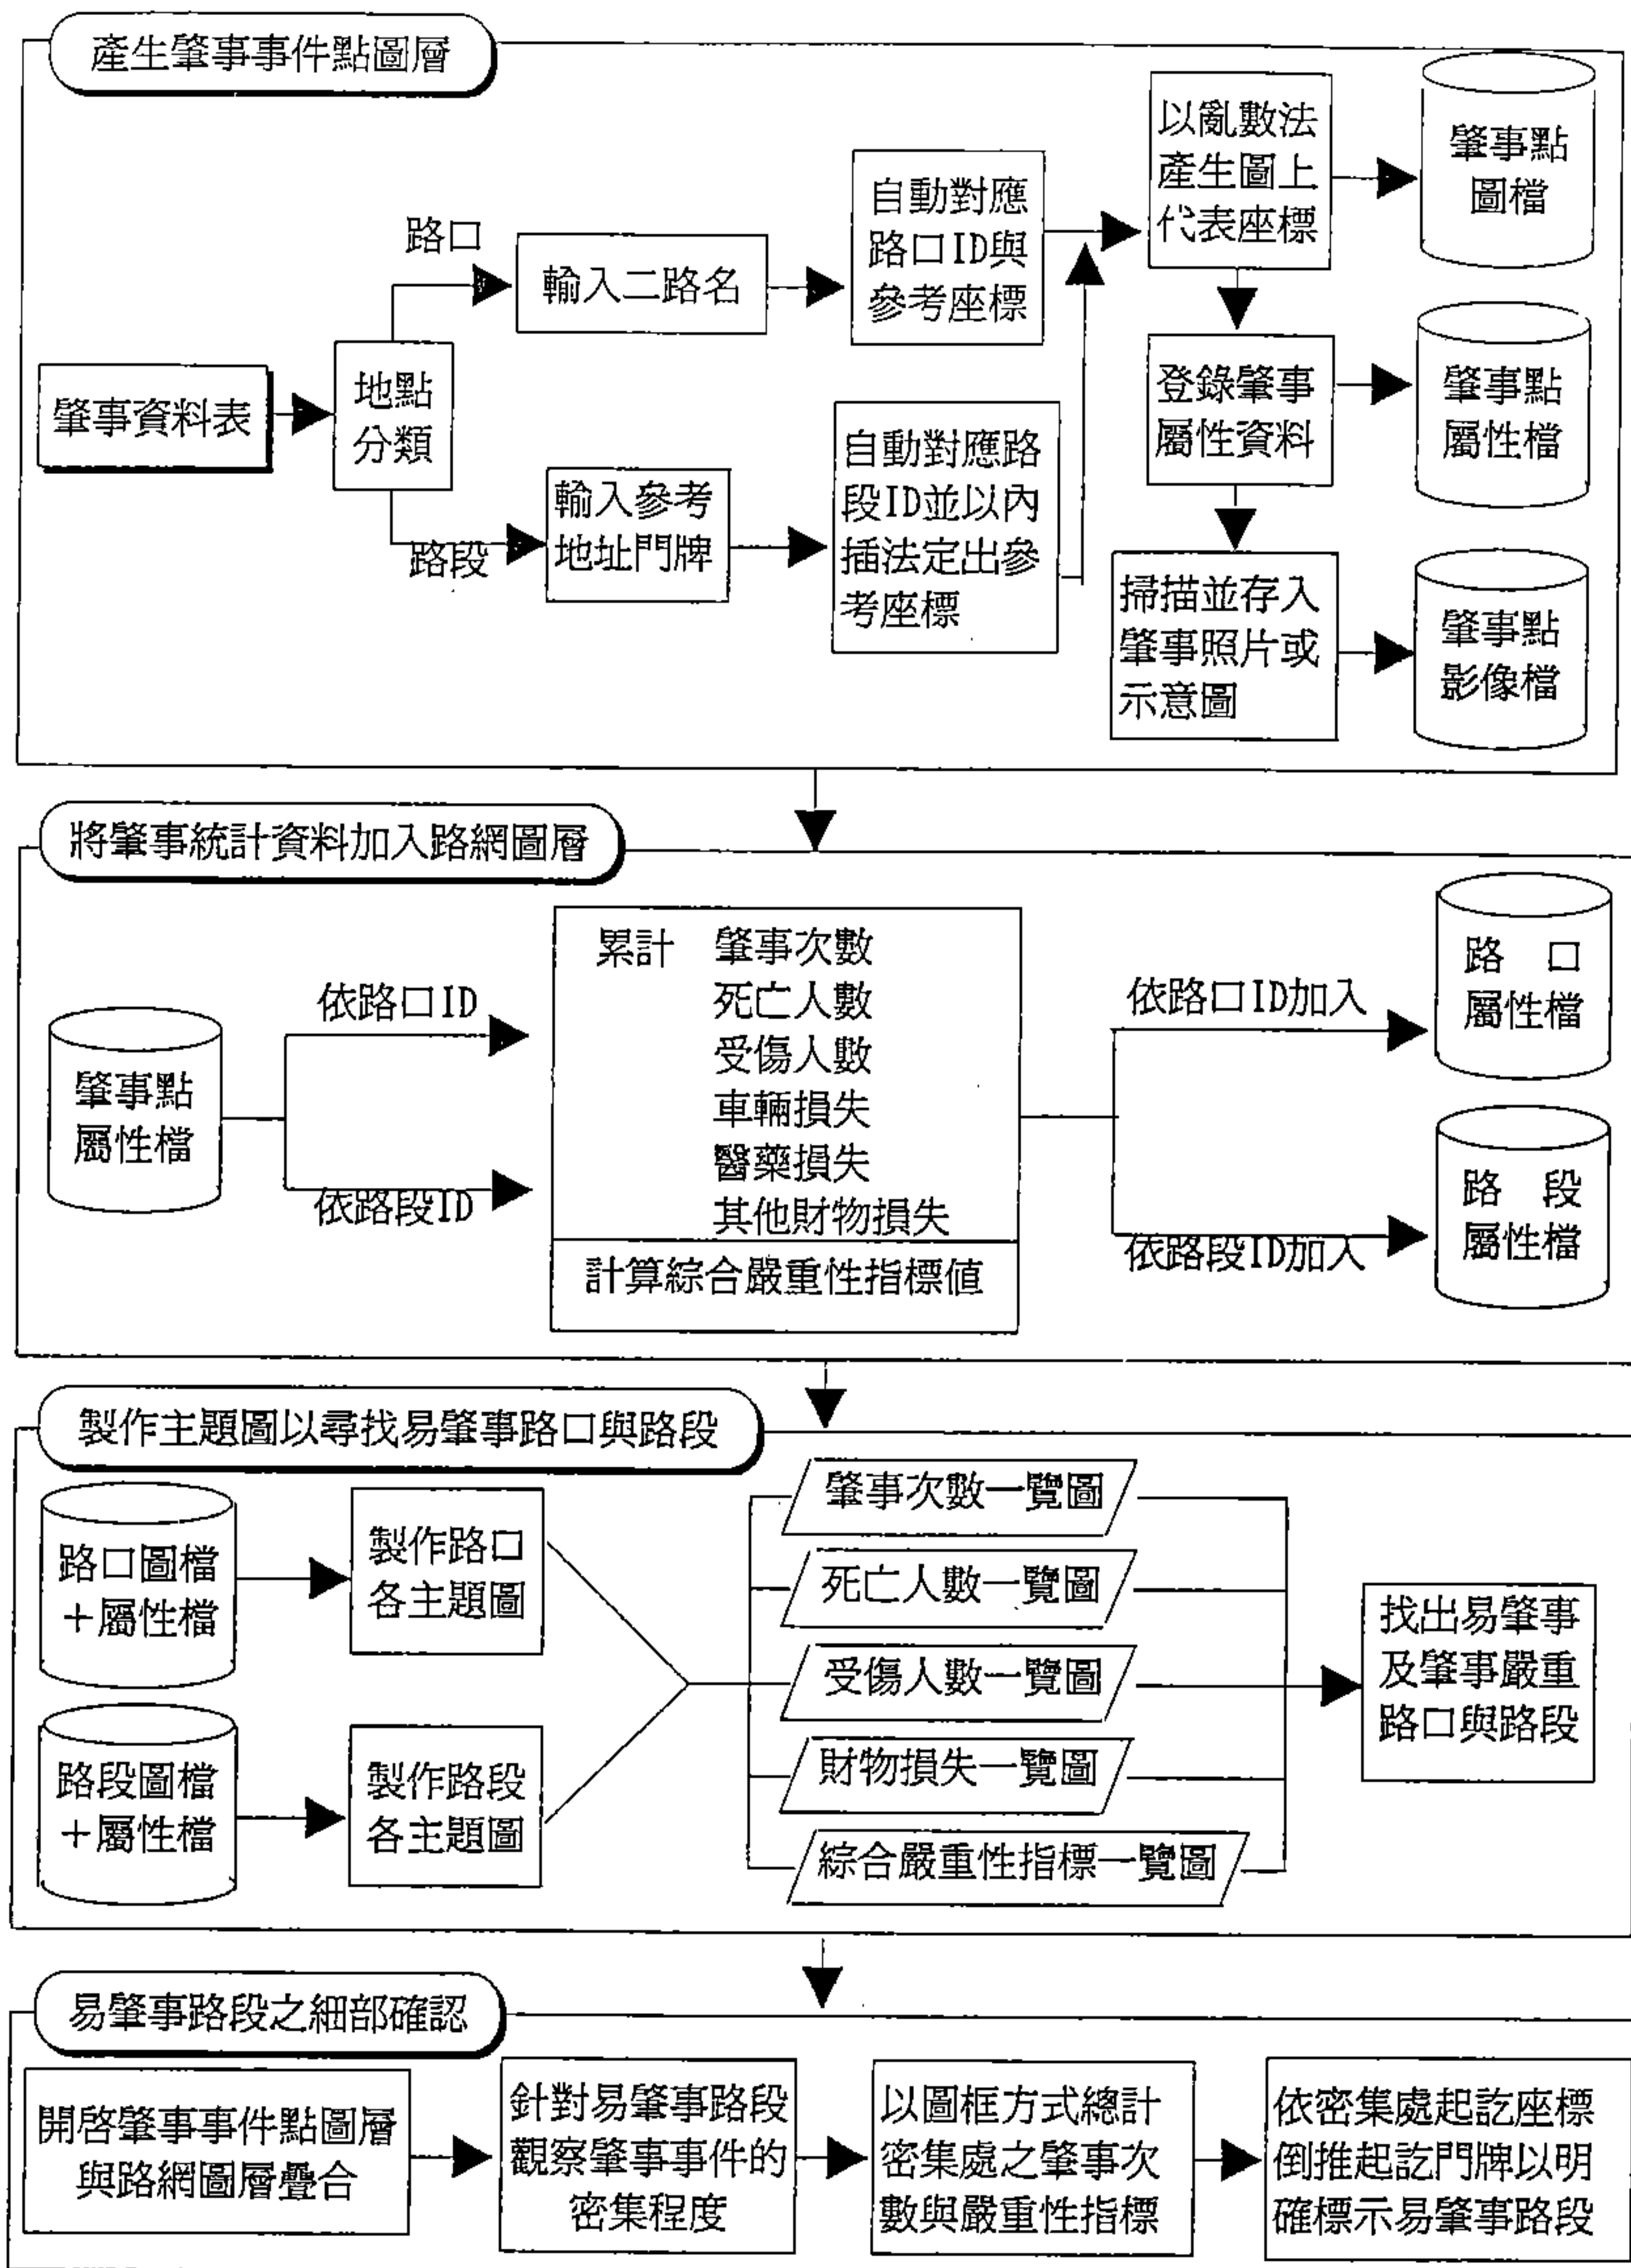 產生肇事事件點圖層
肇事資料表
地點
分類
路口
輸入二路名
自動對應
路口ID與
參考座標
路段
輸入參考
地址門牌
自動對應路
段ID並以內
插法定出參
考座標
以亂數法
產生圖上
代表座標
肇事點
圖檔
登錄肇事
屬性資料
肇事點
屬性檔
掃描並存入
肇事照片或
示意圖
肇事點
影像檔
將肇事統計資料加入路網圖層
肇事點
屬性檔
依路口ID
依路段ID
累計 肇事次數
死亡人數
受傷人數
車輛損失
醫藥損失
其他財物損失
計算綜合嚴重性指標值
依路口ID加入
依路段ID加入
路 口
屬性檔
路 段
屬性檔
製作主題圖以尋找易肇事路口與路段
路口圖檔
+屬性檔
製作路口
各主題圖
路段圖檔
+屬性檔
製作路段
各主題圖
肇事次數一覽圖
死亡人數一覽圖
受傷人數一覽圖
財物損失一覽圖
綜合嚴重性指標一覽圖
找出易肇事
及肇事嚴重
路口與路段
易肇事路段之細部確認
開啓肇事事件點圖層
與路網圖層疊合
針對易肇事路段
觀察肇事事件的
密集程度
以圖框方式總計
密集處之肇事次
數與嚴重性指標
依密集處起訖座標
倒推起訖門牌以明
確標示易肇事路段